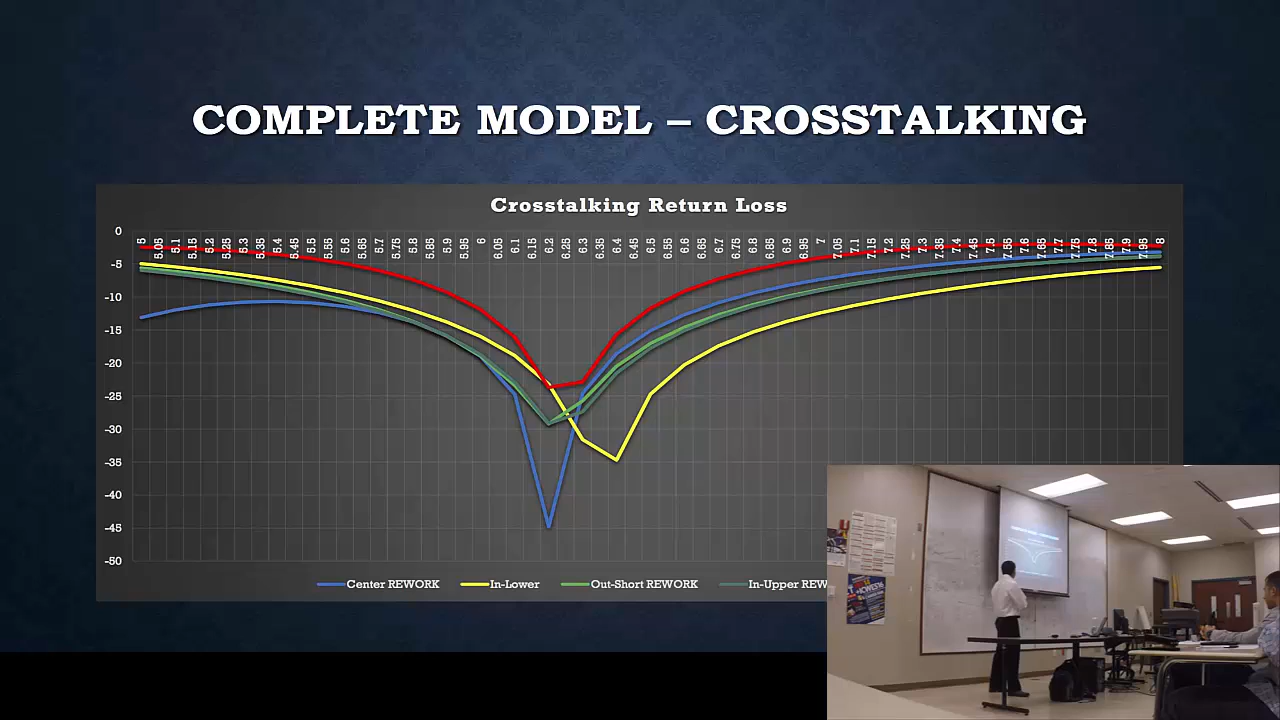 COMPLETE MODEL – CROSSTALKING
Crosstalking Return Loss
0
-5
-10
-15
-20
-25
-30
-35
-40
-45
-50
5 5.05 5.1 5.15 5.2 5.25 5.3 5.35 5.4 5.45 5.5 5.55 5.6 5.65 5.7 5.75 5.8 5.85 5.9 5.95 6 6.05 6.1 6.15 6.2 6.25 6.3 6.35 6.4 6.45 6.5 6.55 6.6 6.65 6.7 6.75 6.8 6.85 6.9 6.95 7 7.05 7.1 7.15 7.2 7.25 7.3 7.35 7.4 7.45 7.5 7.55 7.6 7.65 7.7 7.75 7.8 7.85 7.9 7.95 8
Center REWORK In-Lower Out-Short REWORK In-Upper REW